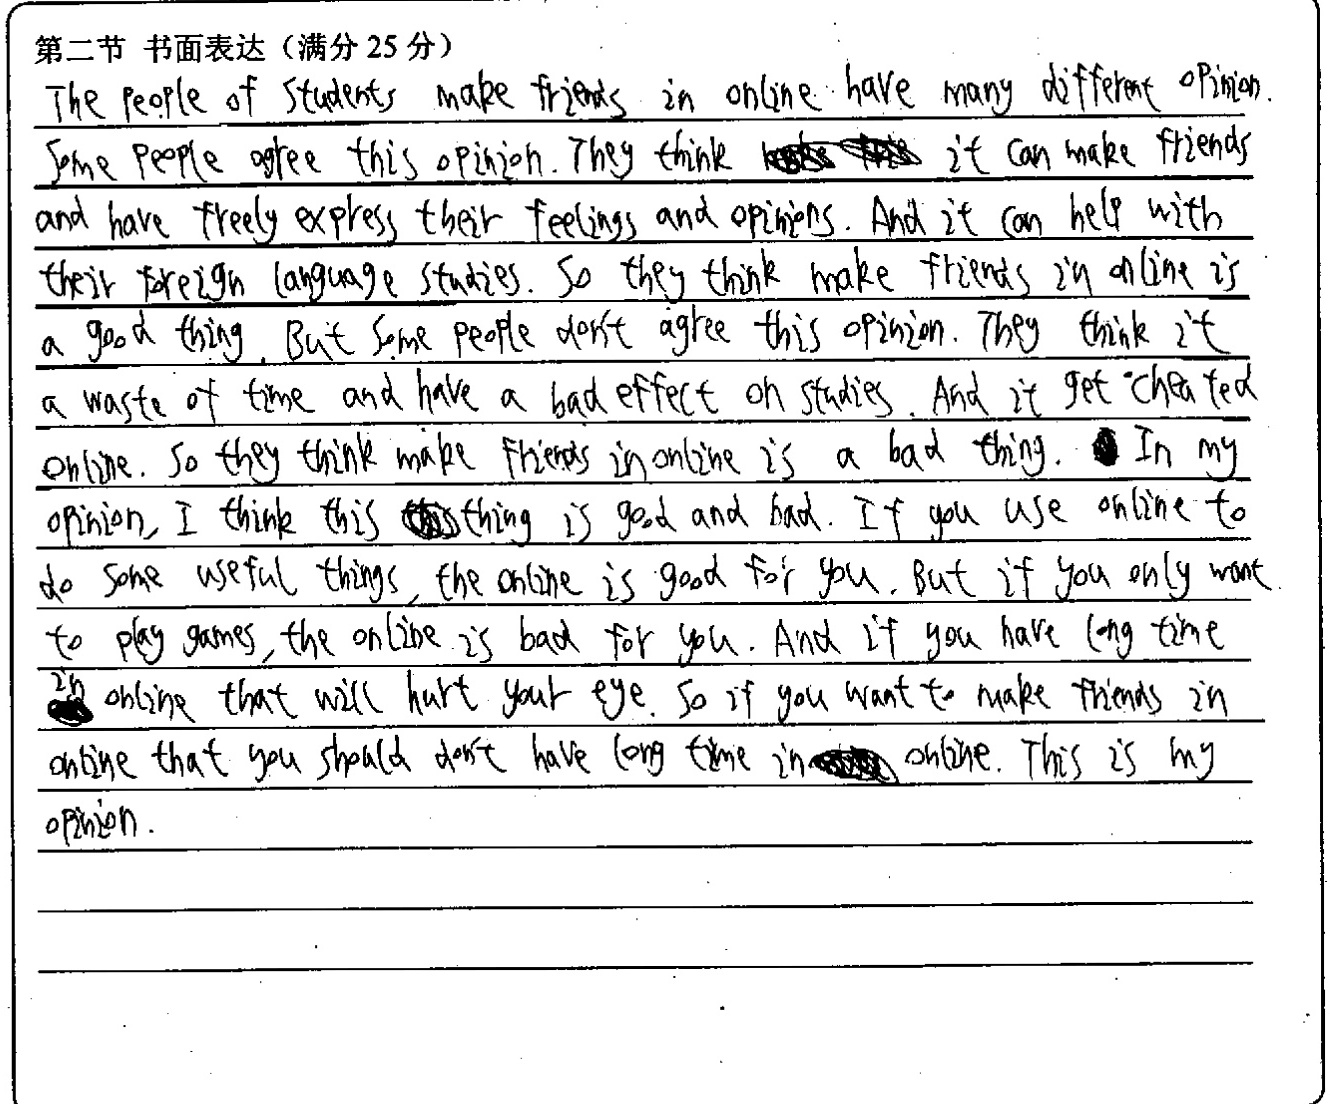 第二节 书面表达（满分 25 分）
The people of students make friends in online have many different opinion.
Some people agree this opinion. They think it can make friends
and have freely express their feelings and opinions. And it can help with
their foreign language studies. So they think make friends in online is
a good thing. But some people don't agree this opinion. They think it
a waste of time and have a bad effect on studies. And it get cheated
online. So they think make friends in online is a bad thing. In my
opinion, I think this thing is good and bad. If you use online to
do some useful things, the online is good for you. But if you only want
to play games, the online is bad for you. And if you have long time
in online that will hurt your eye. So if you want to make friends in
online that you should don't have long time in online. This is my
opinion.